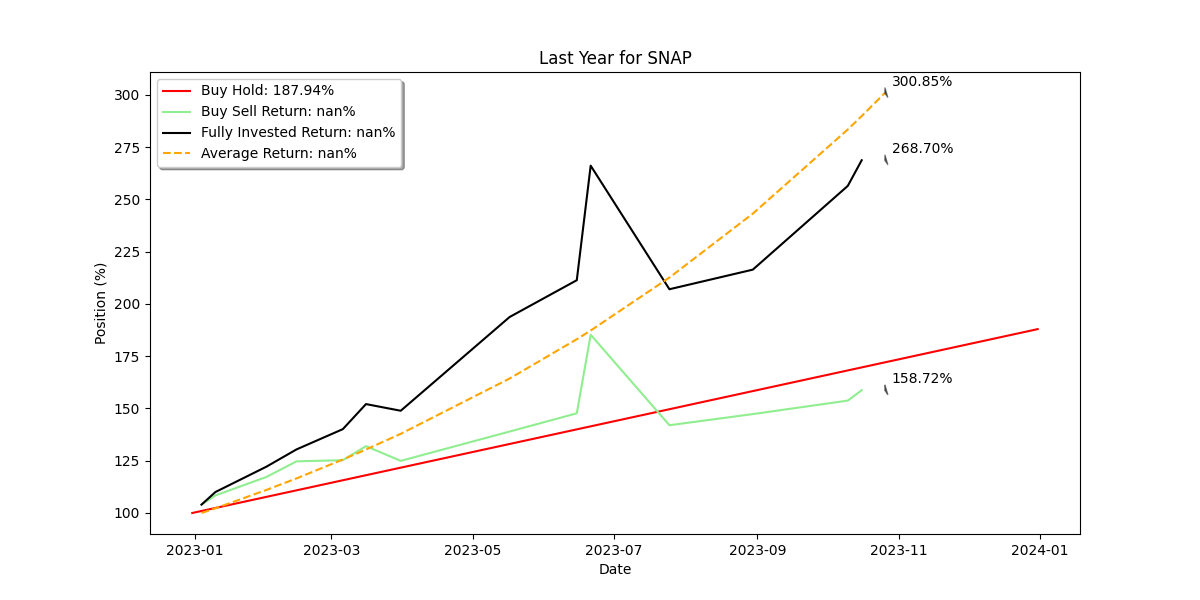 Last Year for SNAP
Buy Hold: 187.94%
Buy Sell Return: nan%
Fully Invested Return: nan%
Average Return: nan%
300.85%
268.70%
158.72%
Position (%)
300
275
250
225
200
175
150
125
100
2023-01
2023-03
2023-05
2023-07
2023-09
2023-11
2024-01
Date